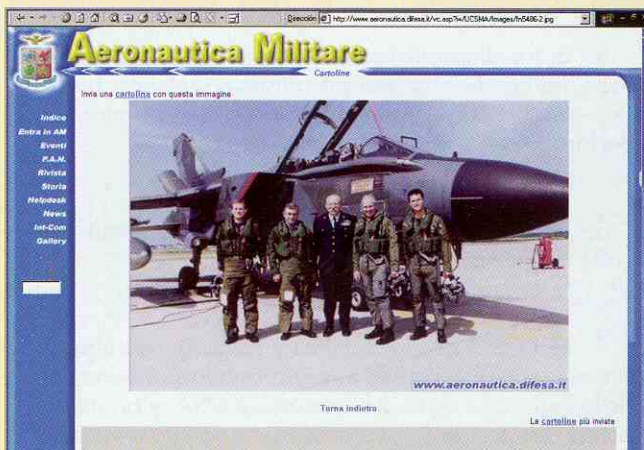 Dirección http://www.aeronautica.difesa.it/vc.asp?w/UCSMA/Images/fn5486-2.jpg
Aeronautica Militare
Cartoline
Invia una cartolina con questa immagine
Indice
Entra in AM
Eventi
P.A.N.
Rivista
Storia
Helpdesk
News
Int-Com
Gallery
www.aeronautica.difesa.it
Torna indietro
Le cartoline più inviate